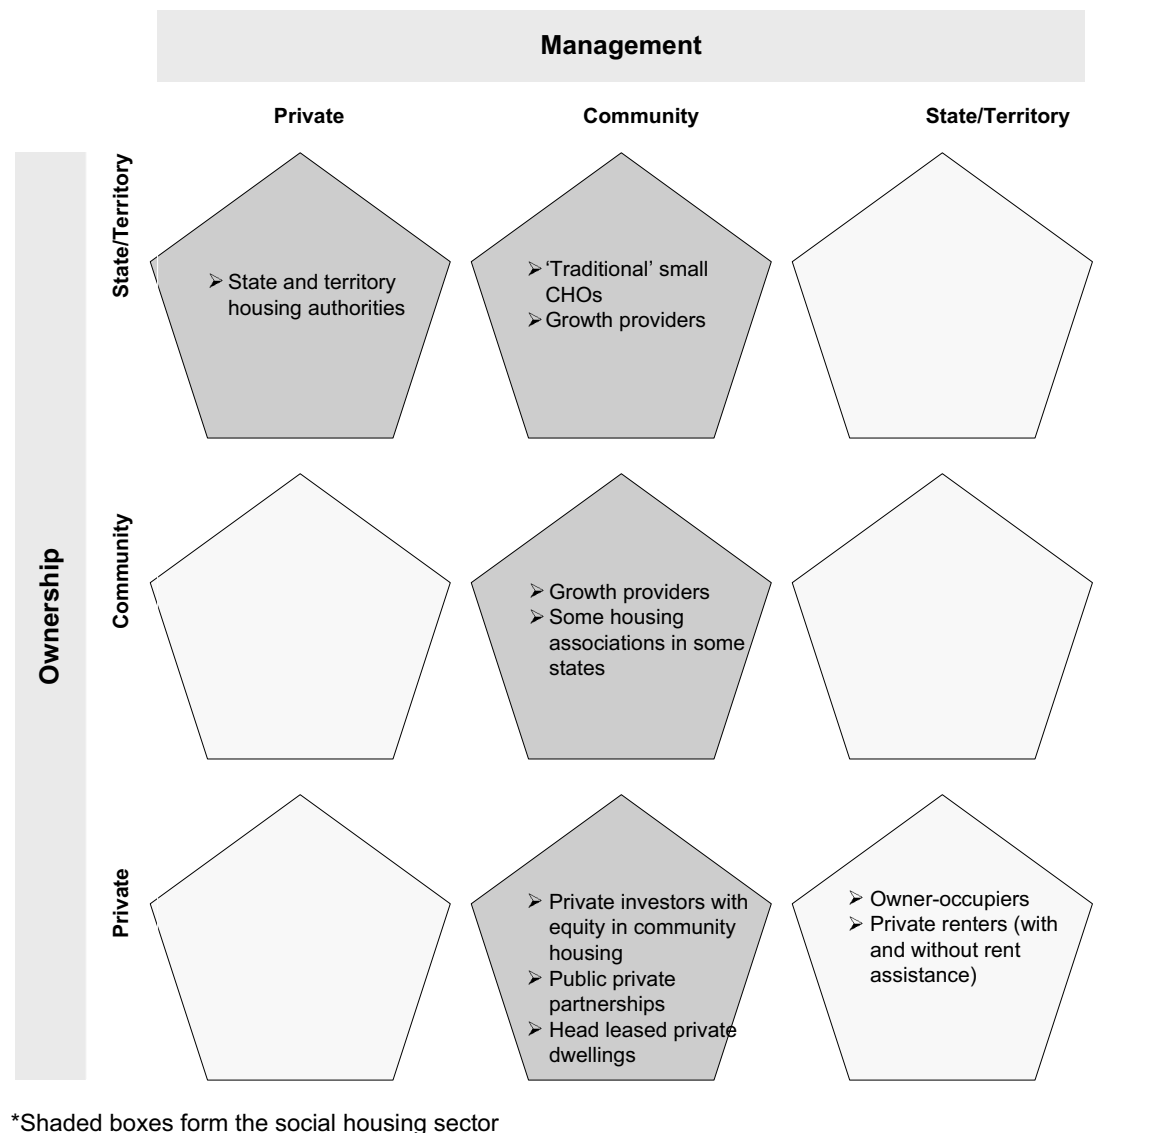 Management
Private
Community
State/Territory
Ownership
State/Territory
➢ State and territory
housing authorities
➢ ‘Traditional’ small
CHOs
➢ Growth providers
Community
➢ Growth providers
➢ Some housing
associations in some
states
Private
➢ Private investors with
equity in community
housing
➢ Public private
partnerships
➢ Head leased private
dwellings
➢ Owner-occupiers
➢ Private renters (with
and without rent
assistance)
*Shaded boxes form the social housing sector